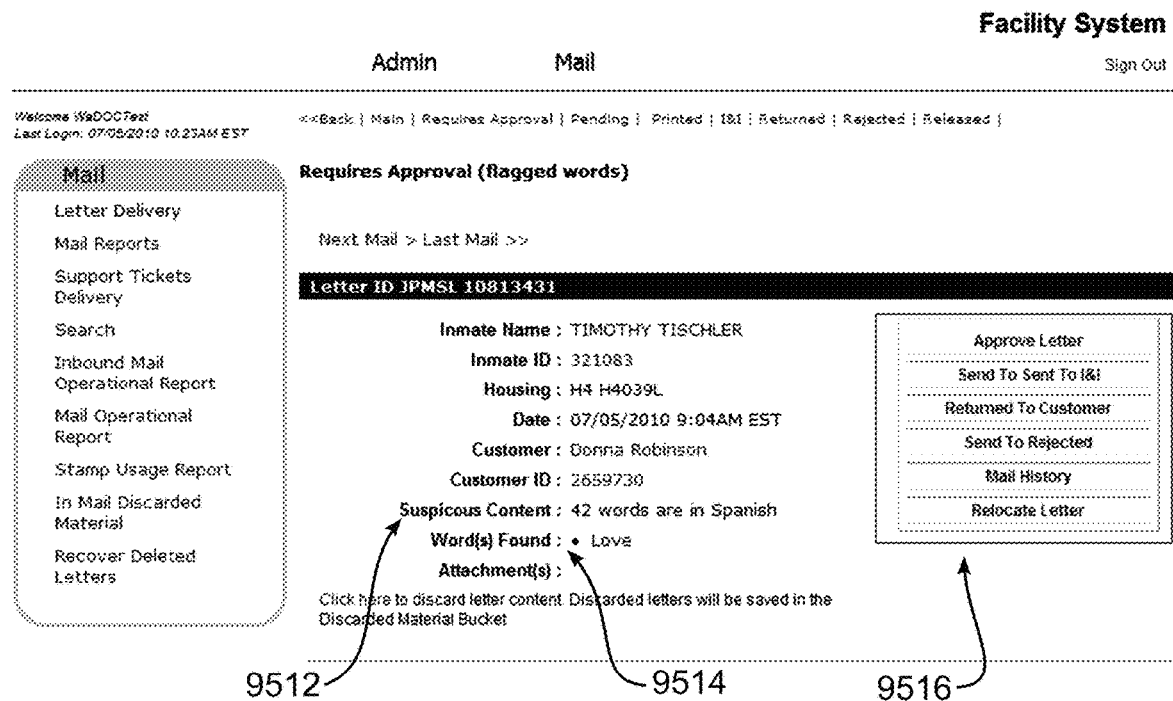 Facility System
Admin Mail
Sign Out
Welcome WaDOCTest
Last Login: 07/05/2010 10:23AM EST
<<Back | Main | Requires Approval | Pending | Printed | I&I | Returned | Rejected | Released |
Mail
Letter Delivery
Mail Reports
Support Tickets
Delivery
Search
Inbound Mail
Operational Report
Mail Operational
Report
Stamp Usage Report
In Mail Discarded
Material
Recover Deleted
Letters
Requires Approval (flagged words)
Next Mail > Last Mail >>
Letter ID JPMSL 10813431
Inmate Name : TIMOTHY TISCHLER
Inmate ID : 321083
Housing : H4 H4039L
Date : 07/05/2010 9:04AM EST
Customer : Donna Robinson
Customer ID : 2659730
Suspicous Content : 42 words are in Spanish
Word(s) Found : • Love
Attachment(s) :
Click here to discard letter content. Discarded letters will be saved in the
Discarded Material Bucket
Approve Letter
Send To Sent To I&I
Returned To Customer
Send To Rejected
Mail History
Relocate Letter
9512
9514
9516